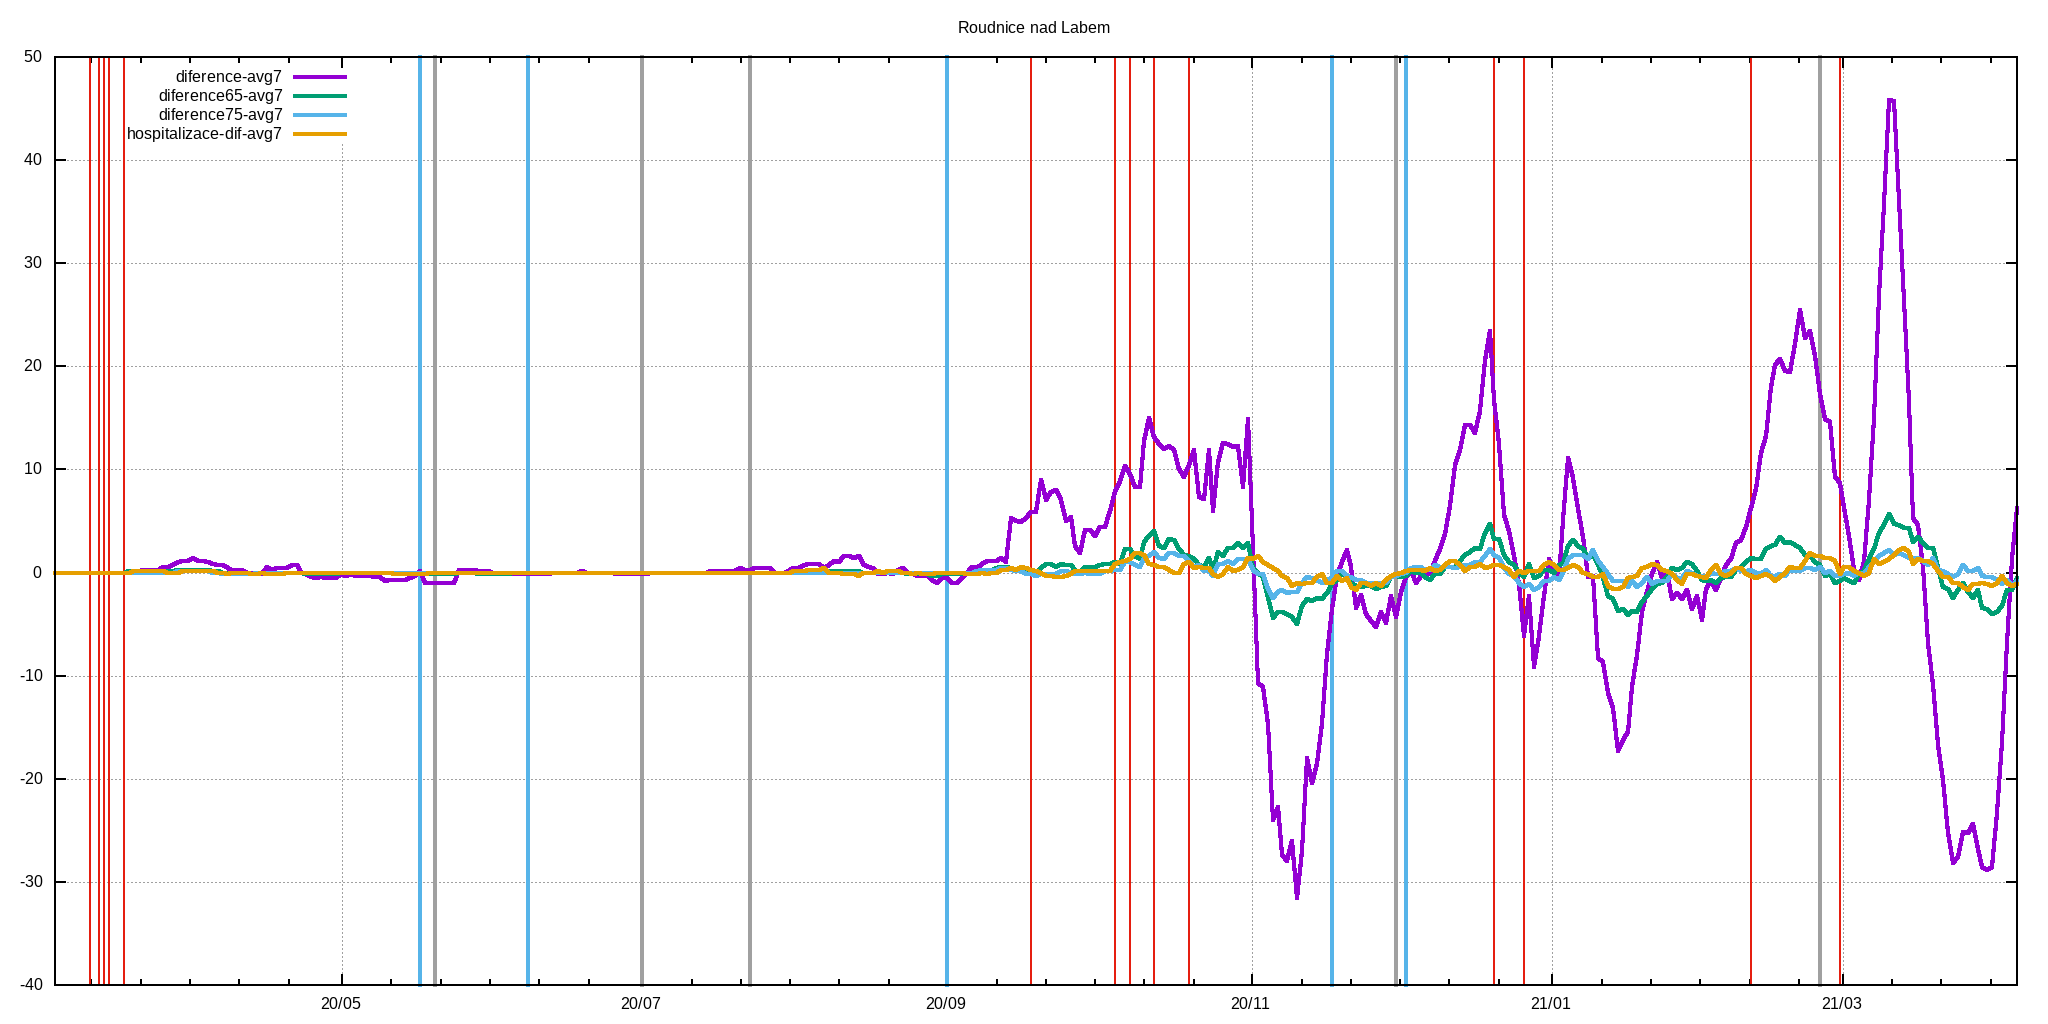 Roudnice nad Labem
diference-avg7
diference65-avg7
diference75-avg7
hospitalizace-dif-avg7
50
40
30
20
10
0
-10
-20
-30
-40
20/05 20/07 20/09 20/11 21/01 21/03